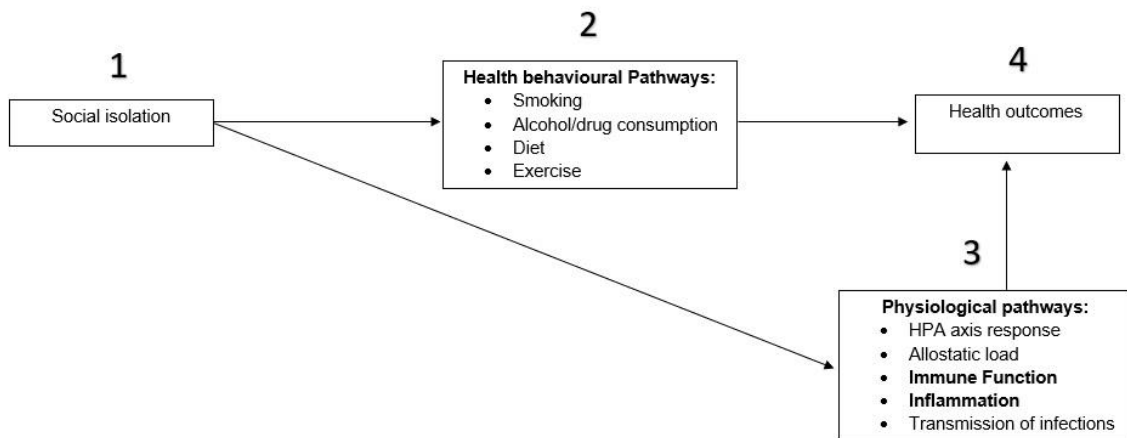 1
Social isolation
2
Health behavioural Pathways:
• Smoking
• Alcohol/drug consumption
• Diet
• Exercise
4
Health outcomes
3
Physiological pathways:
• HPA axis response
• Allostatic load
• Immune Function
• Inflammation
• Transmission of infections